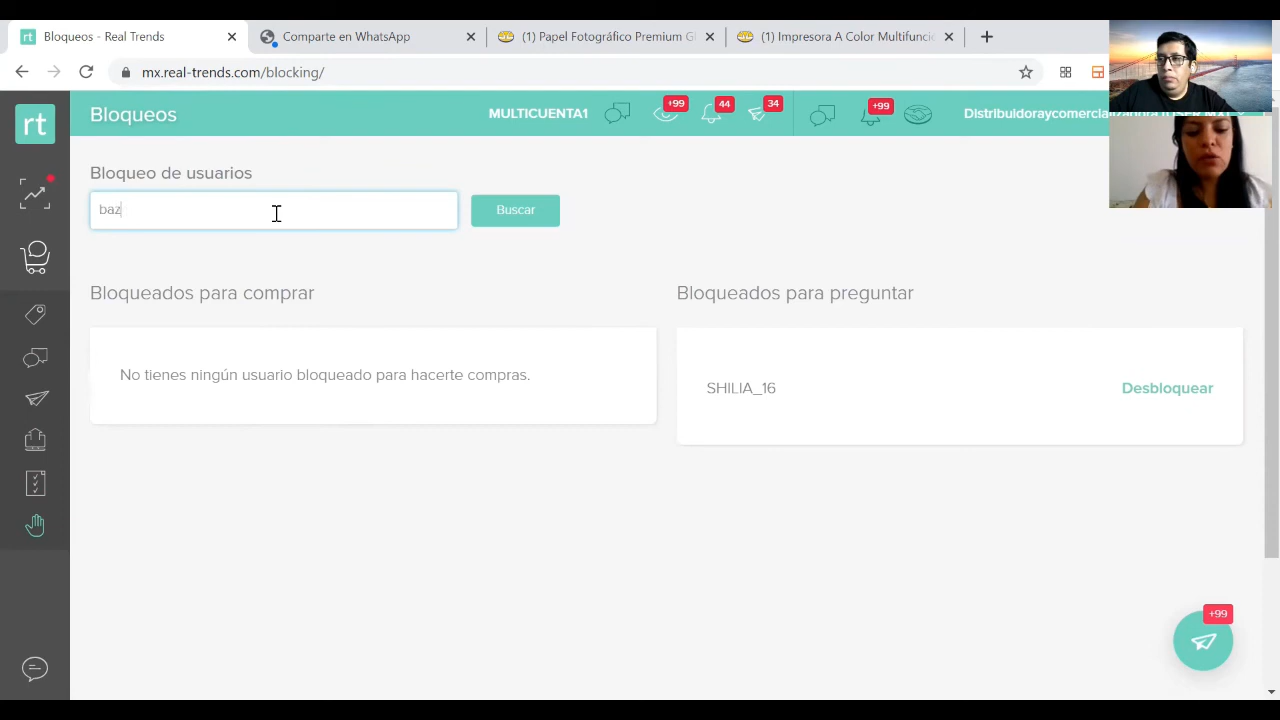 Bloqueos - Real Trends
Comparte en WhatsApp
(1) Papel Fotográfico Premium Gl
(1) Impresora A Color Multifunci
mx.real-trends.com/blocking/
rt
Bloqueos
MULTICUENTA1
+99
44
34
+99
Bloqueo de usuarios
baz
Buscar
Bloqueados para comprar
Bloqueados para preguntar
No tienes ningún usuario bloqueado para hacerte compras.
SHILIA_16
Desbloquear
+99